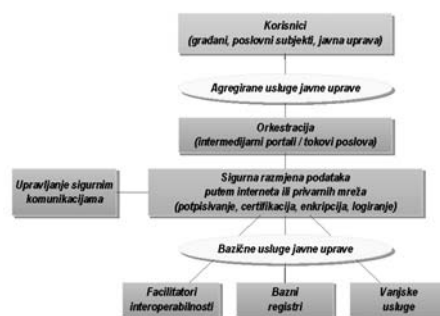 Korisnici
(građani, poslovni subjekti, javna uprava)
Agregirane usluge javne uprave
Orkestracija
(intermedijarni portali / tokovi poslova)
Upravljanje sigurnim
komunikacijama
Sigurna razmjena podataka
putem interneta ili privarnih mreža
(potpisivanje, certifikacija, enkripcija, logiranje)
Bazične usluge javne uprave
Facilitatori
interoperabilnosti
Bazni
registri
Vanjske
usluge